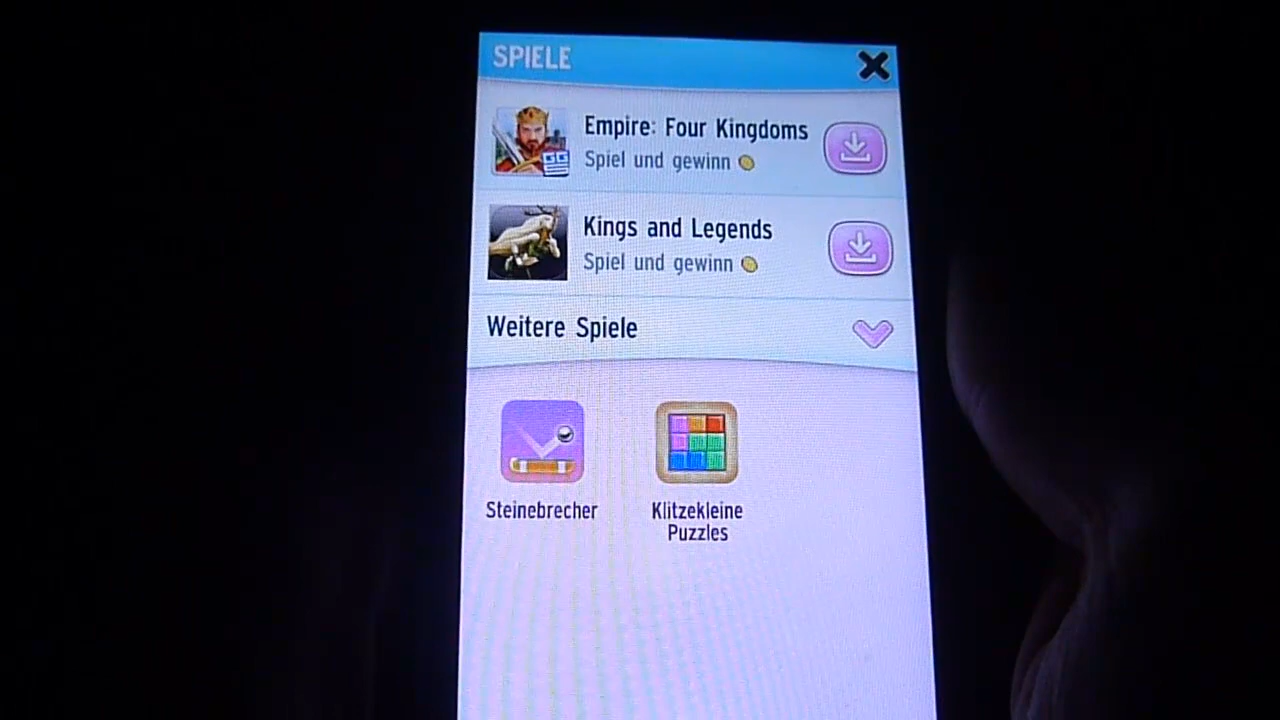 SPIELE
Empire: Four Kingdoms
Spiel und gewinn
Kings and Legends
Spiel und gewinn
Weitere Spiele
Steinebrecher
Klitzekleine
Puzzles